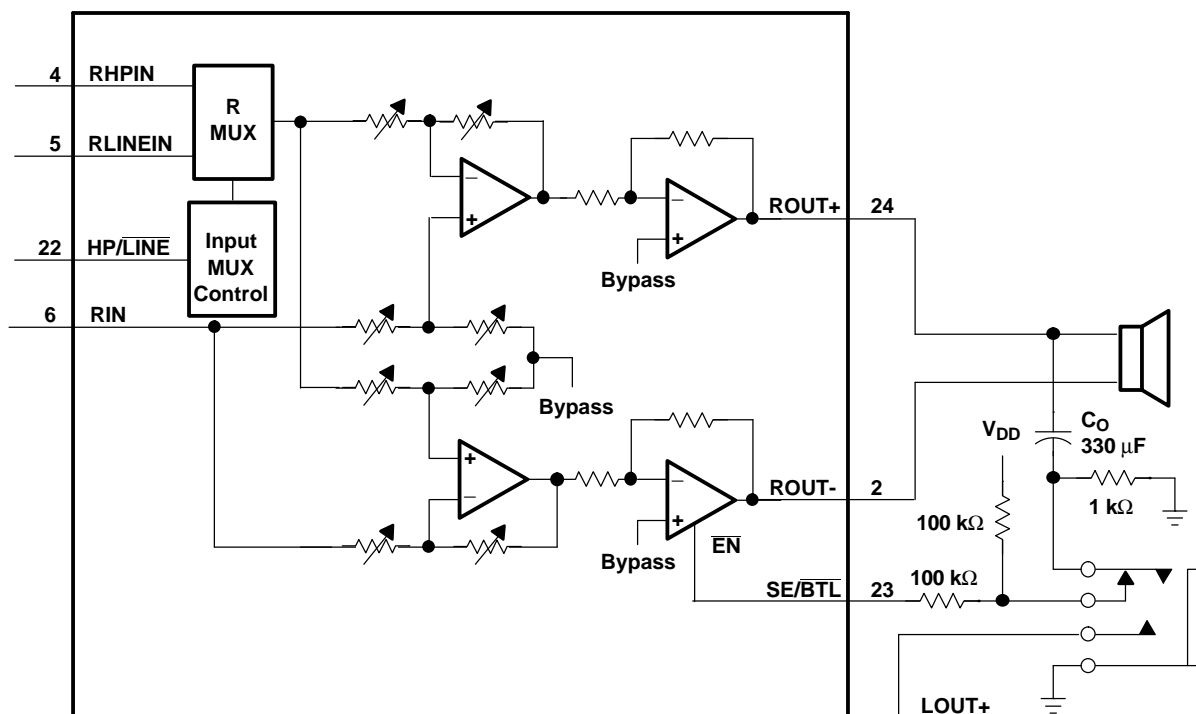 4 RHPIN
R
MUX
5 RLINEIN
22 HP/LINE
Input
MUX
Control
6 RIN
−
+
−
+
Bypass
ROUT+ 24
Bypass
+
−
−
+
Bypass
EN
ROUT- 2
SE/BTL 23
VDD
CO
330 μF
1 kΩ
100 kΩ
100 kΩ
LOUT+